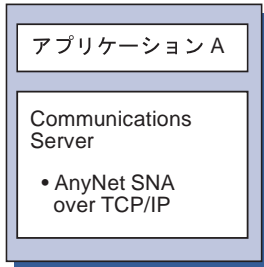 アプリケーション A
Communications
Server
• AnyNet SNA
over TCP/IP